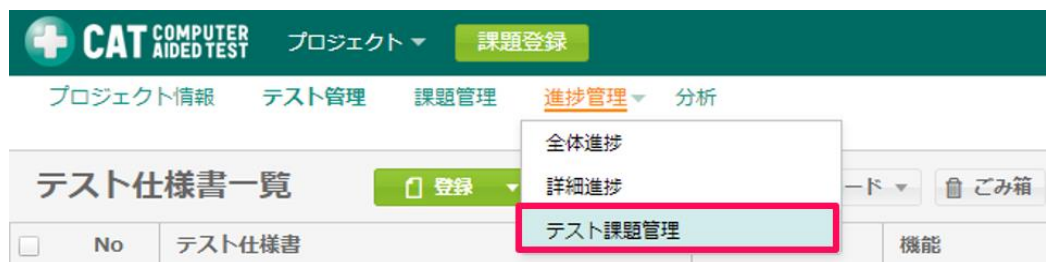 CAT COMPUTER AIDED TEST プロジェクト 課題登録
プロジェクト情報 テスト管理 課題管理 進捗管理 分析
全体進捗
テスト仕様書一覧 登録 詳細進捗 ード ごみ箱
テスト課題管理
No テスト仕様書 機能